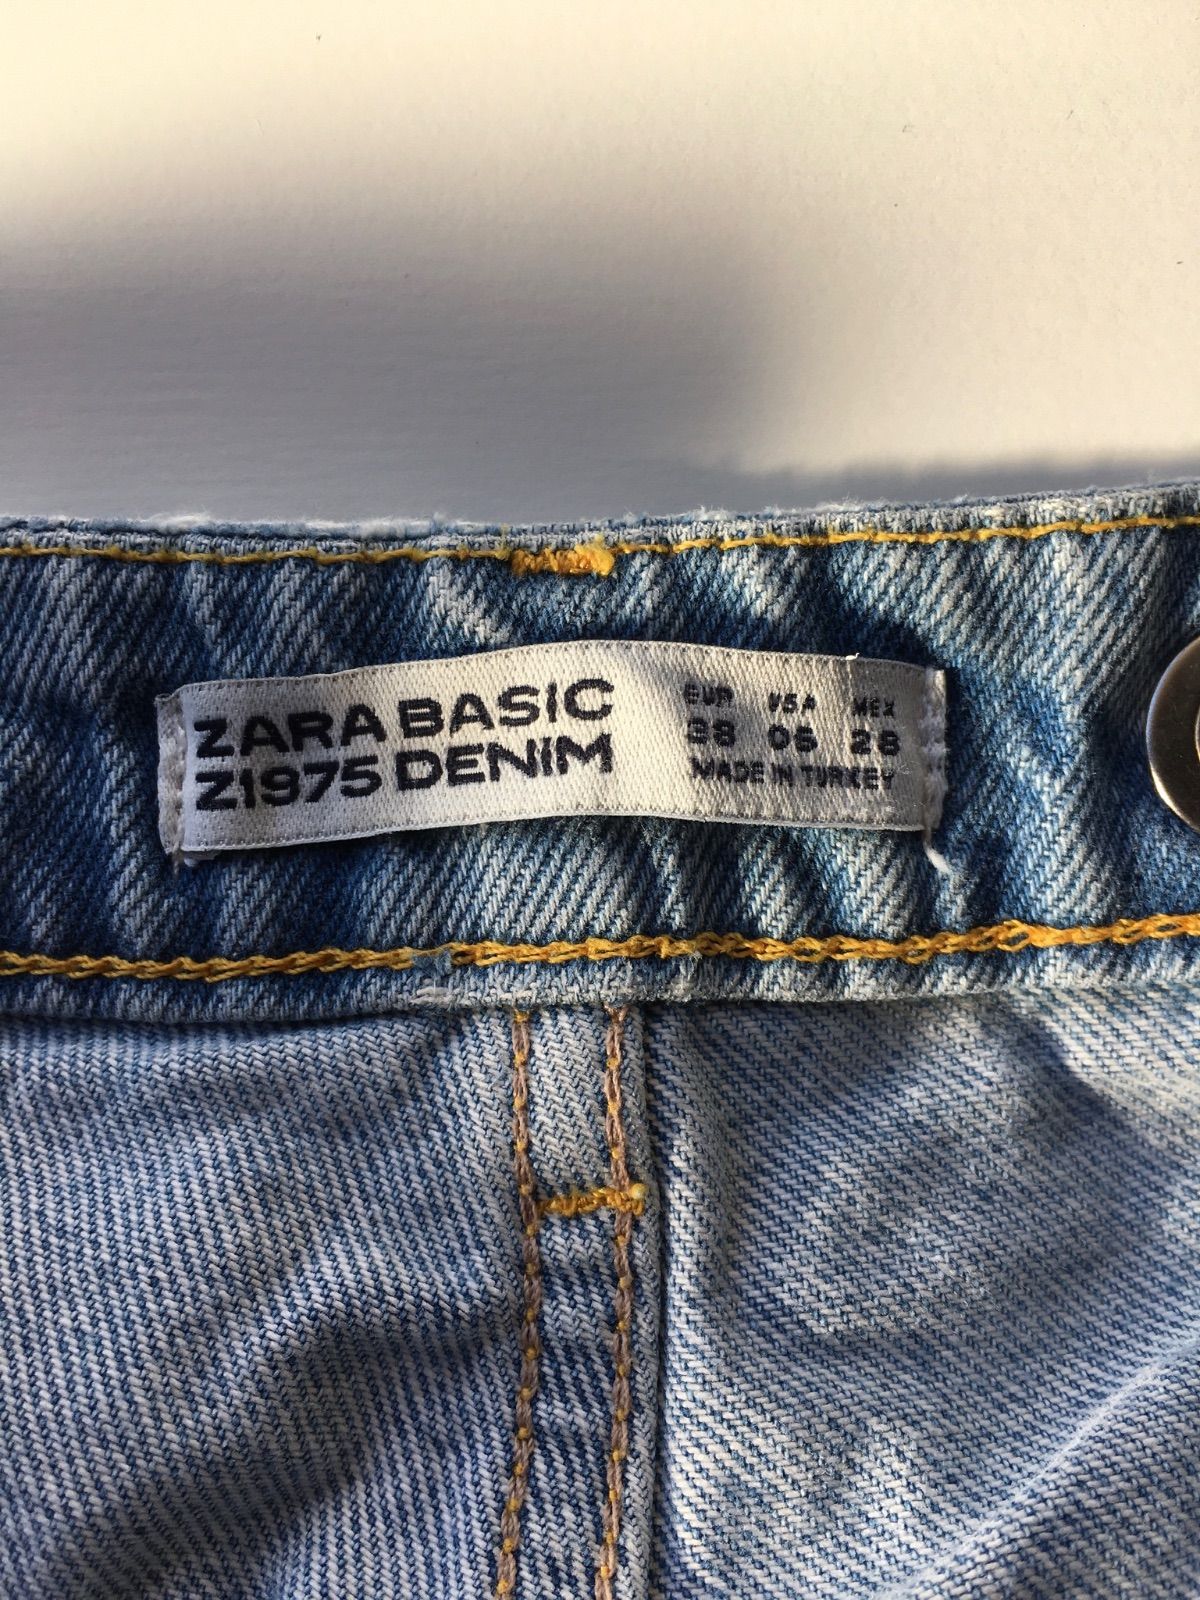 ZARA BASIC
Z1975 DENIM
EUR USA MEX
38 06 28
MADE IN TURKEY